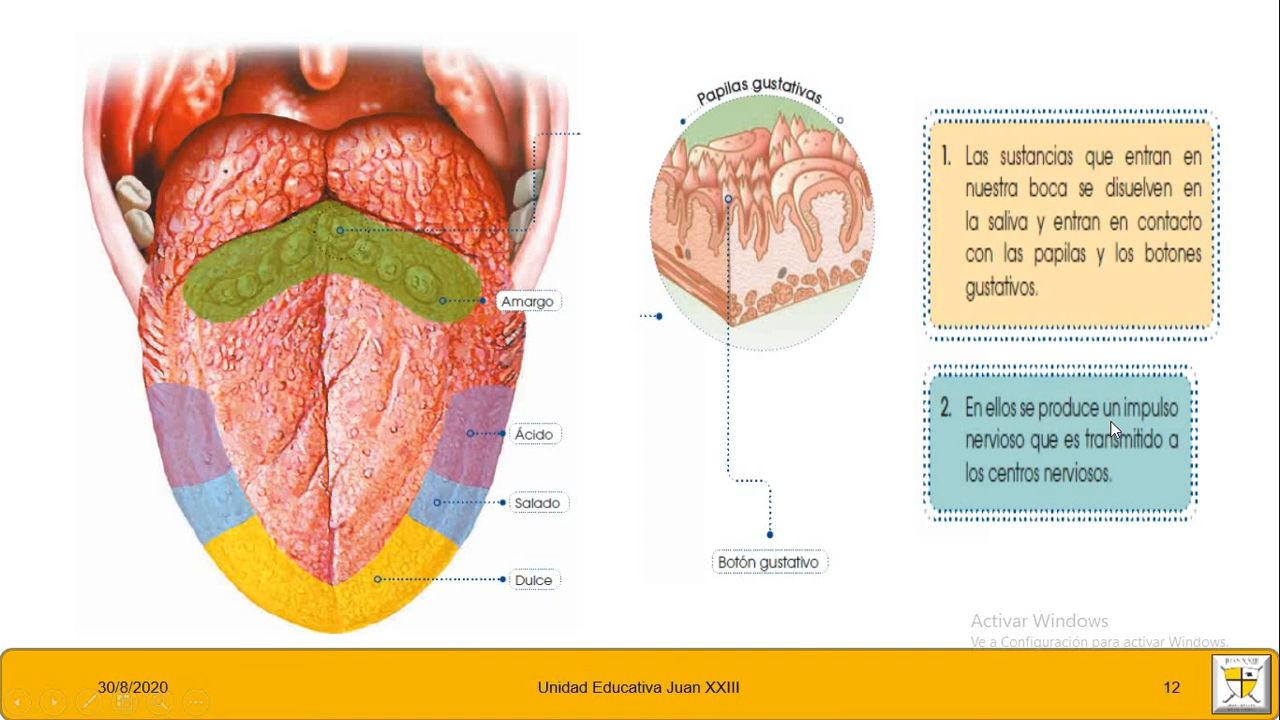 Papilas gustativas
Amargo
Ácido
Salado
Dulce
Botón gustativo
1. Las sustancias que entran en
nuestra boca se disuelven en
la saliva y entran en contacto
con las papilas y los botones
gustativos.
2. En ellos se produce un impulso
nervioso que es transmitido a
los centros nerviosos.
Activar Windows
Ve a Configuración para activar Windows.
30/8/2020
Unidad Educativa Juan XXIII
12
JUAN XXIII